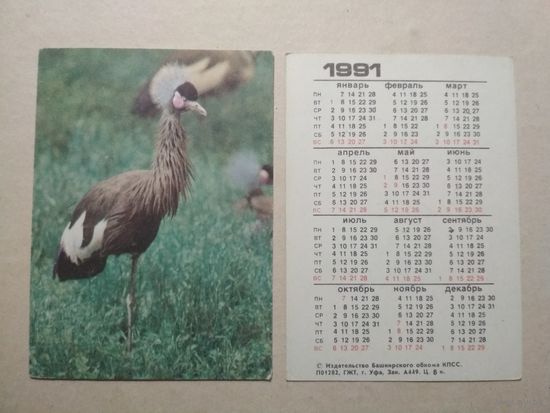 1991
январь февраль март
ПН 7 14 21 28 4 11 18 25 4 11 18 25
ВТ 1 8 15 22 29 5 12 19 26 5 12 19 26
СР 2 9 16 23 30 6 13 20 27 6 13 20 27
ЧТ 3 10 17 24 31 7 14 21 28 7 14 21 28
ПТ 4 11 18 25 1 8 15 22 1 8 15 22 29
СБ 5 12 19 26 2 9 16 23 2 9 16 23 30
ВС 6 13 20 27 3 10 17 24 3 10 17 24 31
апрель май июнь
ПН 1 8 15 22 29 6 13 20 27 3 10 17 24
ВТ 2 9 16 23 30 7 14 21 28 4 11 18 25
СР 3 10 17 24 1 8 15 22 29 5 12 19 26
ЧТ 4 11 18 25 2 9 16 23 30 6 13 20 27
ПТ 5 12 19 26 3 10 17 24 31 7 14 21 28
СБ 6 13 20 27 4 11 18 25 1 8 15 22 29
ВС 7 14 21 28 5 12 19 26 2 9 16 23 30
июль август сентябрь
ПН 1 8 15 22 29 5 12 19 26 2 9 16 23 30
ВТ 2 9 16 23 30 6 13 20 27 3 10 17 24
СР 3 10 17 24 31 7 14 21 28 4 11 18 25
ЧТ 4 11 18 25 1 8 15 22 29 5 12 19 26
ПТ 5 12 19 26 2 9 16 23 30 6 13 20 27
СБ 6 13 20 27 3 10 17 24 31 7 14 21 28
ВС 7 14 21 28 4 11 18 25 1 8 15 22 29
октябрь ноябрь декабрь
ПН 7 14 21 28 4 11 18 25 2 9 16 23 30
ВТ 1 8 15 22 29 5 12 19 26 3 10 17 24 31
СР 2 9 16 23 30 6 13 20 27 4 11 18 25
ЧТ 3 10 17 24 31 7 14 21 28 5 12 19 26
ПТ 4 11 18 25 1 8 15 22 29 6 13 20 27
СБ 5 12 19 26 2 9 16 23 30 7 14 21 28
ВС 6 13 20 27 3 10 17 24 1 8 15 22 29
© Издательство Башкирского обкома КПСС.
П01282, ГЖТ, г. Уфа, Зак. А449. Ц. 8 к.